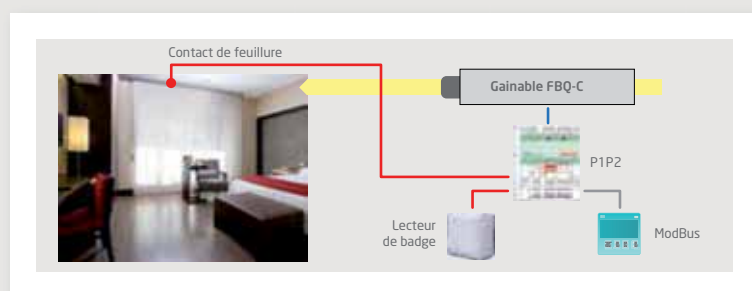 Contact de feuillure
Gainable FBQ-C
P1P2
Lecteur
de badge
ModBus